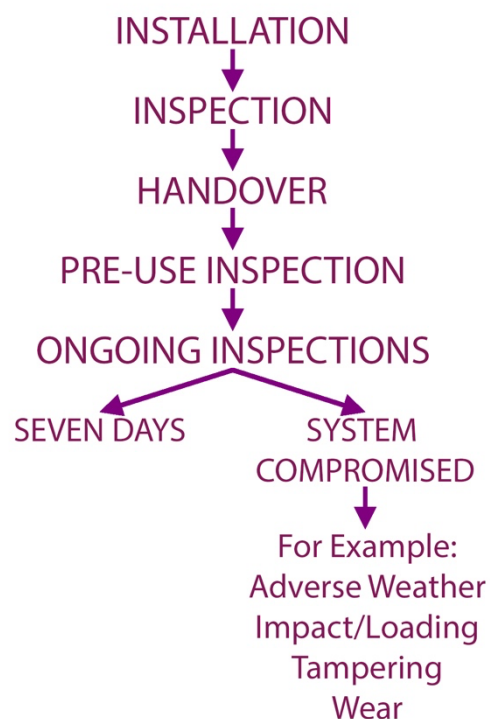 INSTALLATION
INSPECTION
HANDOVER
PRE-USE INSPECTION
ONGOING INSPECTIONS
SEVEN DAYS
SYSTEM
COMPROMISED
For Example:
Adverse Weather
Impact/Loading
Tampering
Wear